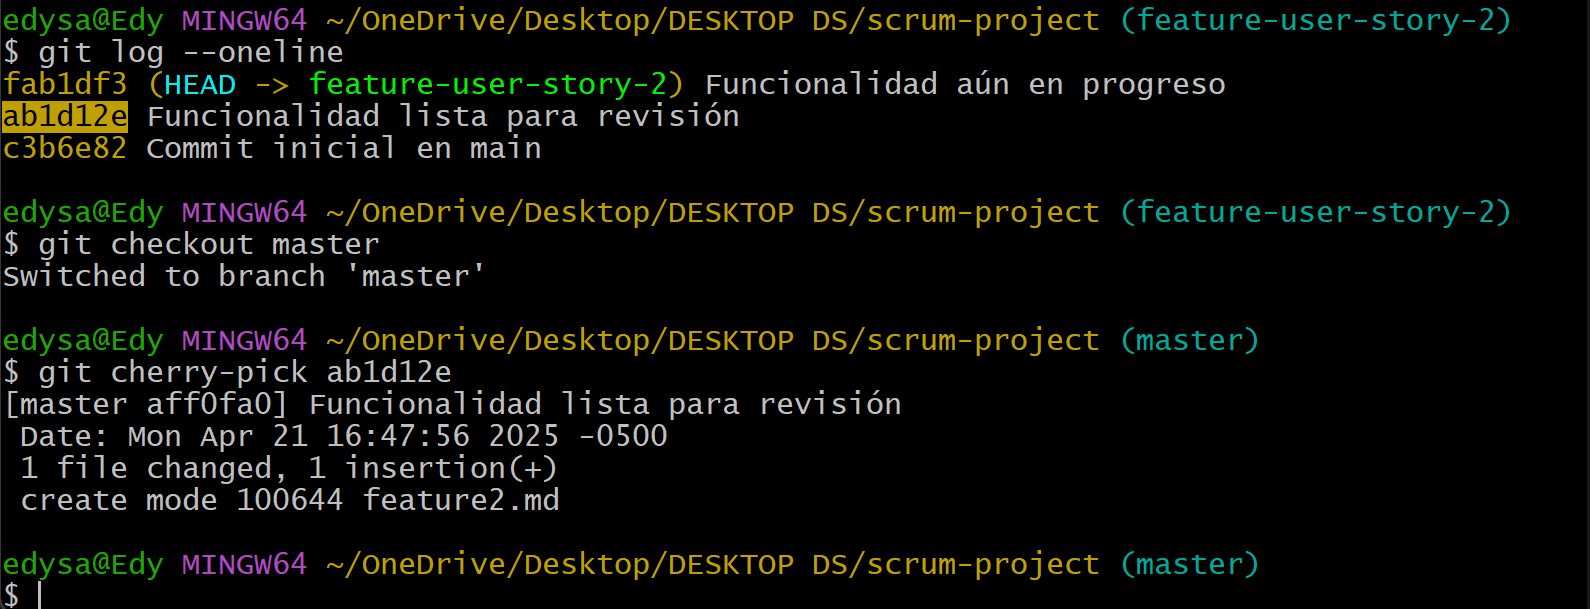 edysa@Edy MINGW64 ~/OneDrive/Desktop/DESKTOP DS/scrum-project (feature-user-story-2)
$ git log --oneline
fab1df3 (HEAD -> feature-user-story-2) Funcionalidad aún en progreso
ab1d12e Funcionalidad lista para revisión
c3b6e82 Commit inicial en main
edysa@Edy MINGW64 ~/OneDrive/Desktop/DESKTOP DS/scrum-project (feature-user-story-2)
$ git checkout master
Switched to branch 'master'
edysa@Edy MINGW64 ~/OneDrive/Desktop/DESKTOP DS/scrum-project (master)
$ git cherry-pick ab1d12e
[master aff0fa0] Funcionalidad lista para revisión
 Date: Mon Apr 21 16:47:56 2025 -0500
 1 file changed, 1 insertion(+)
 create mode 100644 feature2.md
edysa@Edy MINGW64 ~/OneDrive/Desktop/DESKTOP DS/scrum-project (master)
$